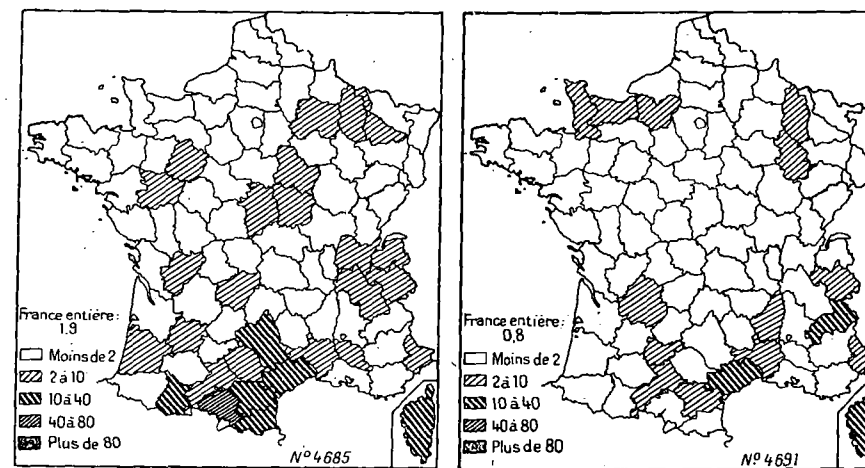 France entière:
1,9
Moins de 2
2 à 10
10 à 40
40 à 80
Plus de 80
Nº 4685
France entière:
0,8
Moins de 2
2 à 10
10 à 40
40 à 80
Plus de 80
Nº 4691